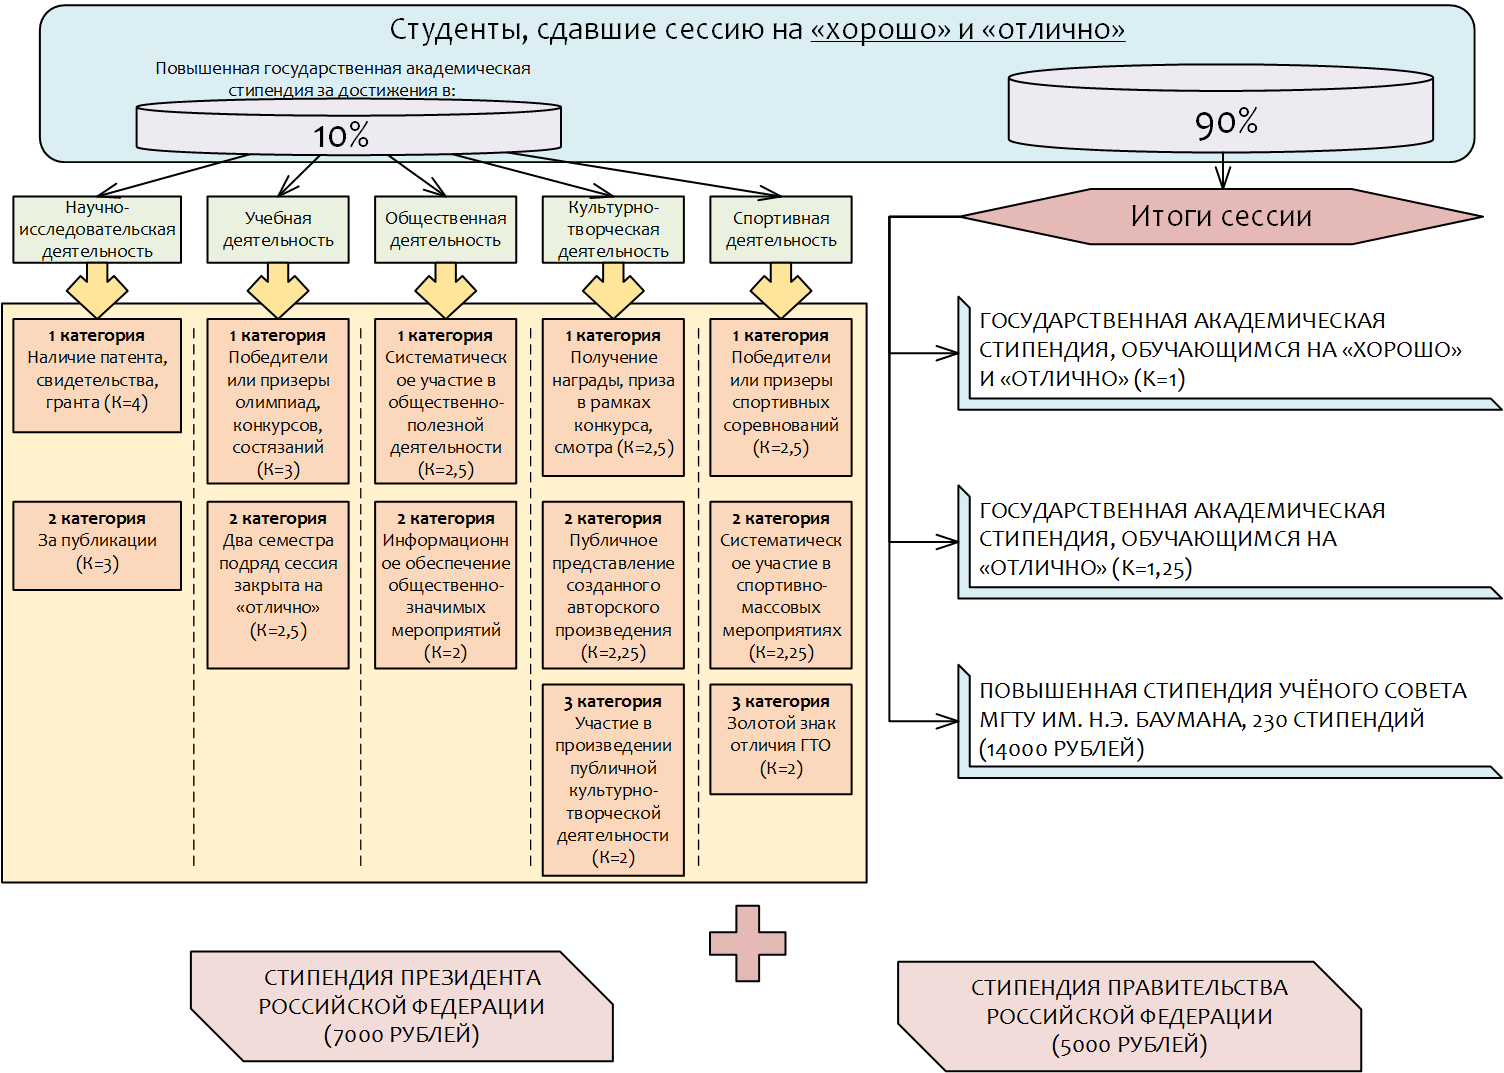 Студенты, сдавшие сессию на «хорошо» и «отлично»
Повышенная государственная академическая
стипендия за достижения в:
10%
90%
Научно-
исследовательская
деятельность
Учебная
деятельность
Общественная
деятельность
Культурно-
творческая
деятельность
Спортивная
деятельность
Итоги сессии
1 категория
Наличие патента,
свидетельства,
гранта (К=4)
1 категория
Победители
или призеры
олимпиад,
конкурсов,
состязаний
(К=3)
1 категория
Систематическ
ое участие в
общественно-
полезной
деятельности
(К=2,5)
1 категория
Получение
награды, приза
в рамках
конкурса,
смотра (К=2,5)
1 категория
Победители
или призеры
спортивных
соревнований
(К=2,5)
2 категория
За публикации
(К=3)
2 категория
Два семестра
подряд сессия
закрыта на
«отлично»
(К=2,5)
2 категория
Информационн
ое обеспечение
общественно-
значимых
мероприятий
(К=2)
2 категория
Публичное
представление
созданного
авторского
произведения
(К=2,25)
2 категория
Систематическ
ое участие в
спортивно-
массовых
мероприятиях
(К=2,25)
3 категория
Участие в
произведении
публичной
культурно-
творческой
деятельности
(К=2)
3 категория
Золотой знак
отличия ГТО
(К=2)
ГОСУДАРСТВЕННАЯ АКАДЕМИЧЕСКАЯ
СТИПЕНДИЯ, ОБУЧАЮЩИМСЯ НА «ХОРОШО»
И «ОТЛИЧНО» (К=1)
ГОСУДАРСТВЕННАЯ АКАДЕМИЧЕСКАЯ
СТИПЕНДИЯ, ОБУЧАЮЩИМСЯ НА
«ОТЛИЧНО» (К=1,25)
ПОВЫШЕННАЯ СТИПЕНДИЯ УЧЁНОГО СОВЕТА
МГТУ ИМ. Н.Э. БАУМАНА, 230 СТИПЕНДИЙ
(14000 РУБЛЕЙ)
СТИПЕНДИЯ ПРЕЗИДЕНТА
РОССИЙСКОЙ ФЕДЕРАЦИИ
(7000 РУБЛЕЙ)
СТИПЕНДИЯ ПРАВИТЕЛЬСТВА
РОССИЙСКОЙ ФЕДЕРАЦИИ
(5000 РУБЛЕЙ)